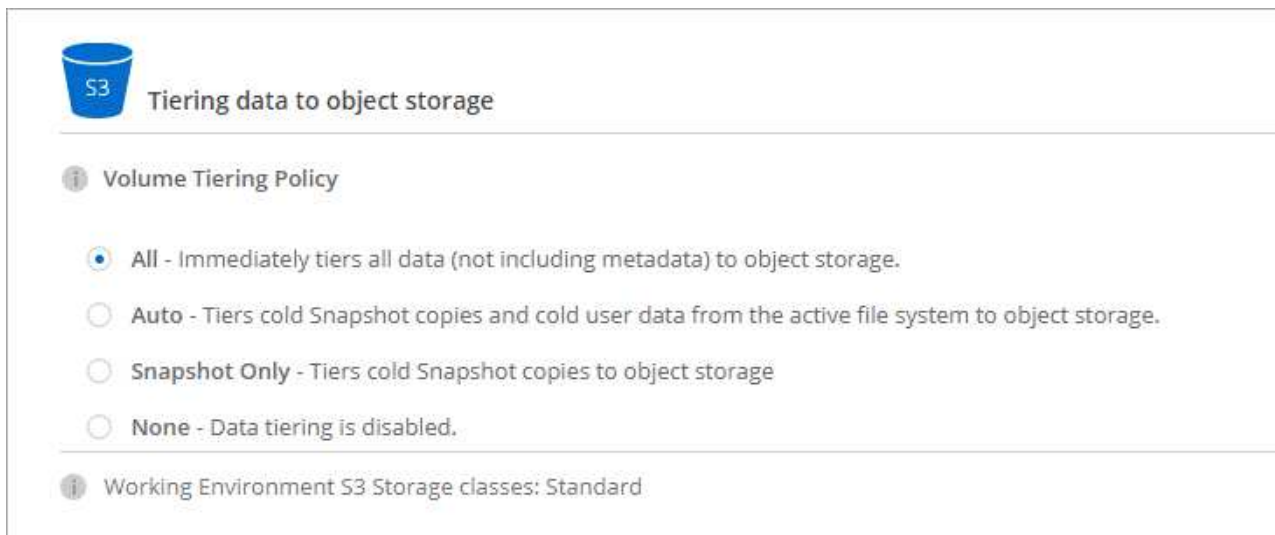 S3
Tiering data to object storage
Volume Tiering Policy
All - Immediately tiers all data (not including metadata) to object storage.
Auto - Tiers cold Snapshot copies and cold user data from the active file system to object storage.
Snapshot Only - Tiers cold Snapshot copies to object storage
None - Data tiering is disabled.
Working Environment S3 Storage classes: Standard